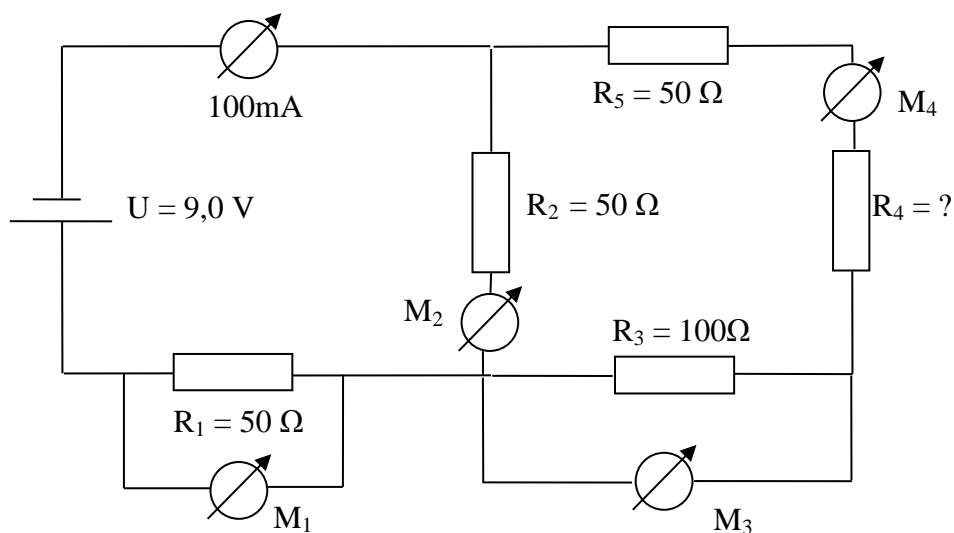 100mA
R₅ = 50 Ω
M₄
U = 9,0 V
R₂ = 50 Ω
R₄ = ?
M₂
R₃ = 100Ω
R₁ = 50 Ω
M₁
M₃